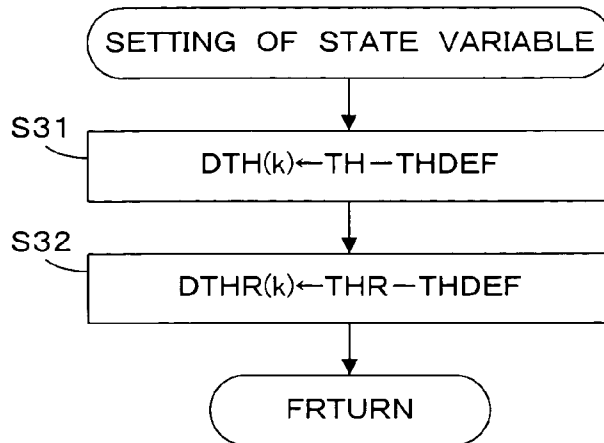 SETTING OF STATE VARIABLE
S31
DTH(k)←TH−THDEF
S32
DTHR(k)←THR−THDEF
FRTURN